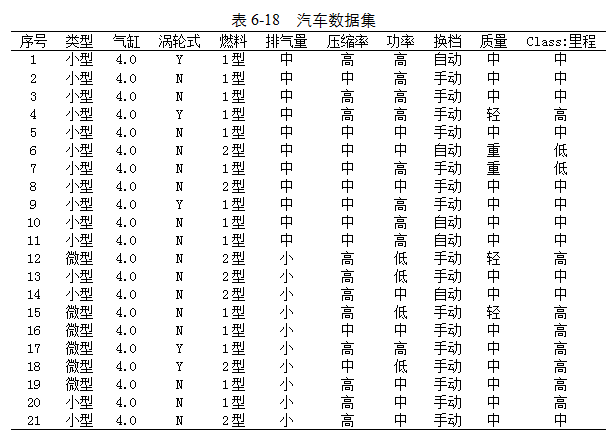 表 6-18 汽车数据集
序号 类型 气缸 涡轮式 燃料 排气量 压缩率 功率 换档 质量 Class:里程
1 小型 4.0 Y 1型 中 高 高 自动 中 中
2 小型 4.0 N 1型 中 中 高 手动 中 中
3 小型 4.0 N 1型 中 高 高 手动 中 中
4 小型 4.0 Y 1型 中 高 高 手动 轻 高
5 小型 4.0 N 1型 中 中 中 手动 中 中
6 小型 4.0 N 2型 中 中 中 自动 重 低
7 小型 4.0 N 1型 中 中 高 手动 重 低
8 小型 4.0 N 2型 中 中 中 手动 中 中
9 小型 4.0 Y 1型 中 中 高 手动 中 中
10 小型 4.0 N 1型 中 中 高 自动 中 中
11 小型 4.0 N 1型 中 中 高 自动 中 中
12 微型 4.0 N 2型 小 高 低 手动 轻 高
13 小型 4.0 N 2型 小 高 低 手动 中 中
14 小型 4.0 N 2型 小 高 中 自动 中 中
15 微型 4.0 N 1型 小 高 低 手动 轻 高
16 微型 4.0 N 1型 小 中 中 手动 中 高
17 微型 4.0 Y 1型 小 高 高 手动 中 高
18 微型 4.0 Y 2型 小 中 低 手动 中 高
19 微型 4.0 N 1型 小 高 中 手动 中 高
20 小型 4.0 N 1型 小 高 中 手动 中 高
21 小型 4.0 N 2型 小 高 中 手动 中 中